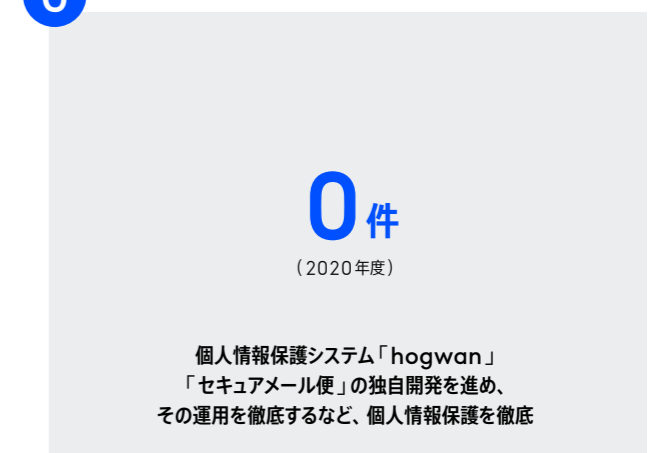 0件
(2020年度)
個人情報保護システム「hogwan」
「セキュアメール便」の独自開発を進め、
その運用を徹底するなど、個人情報保護を徹底